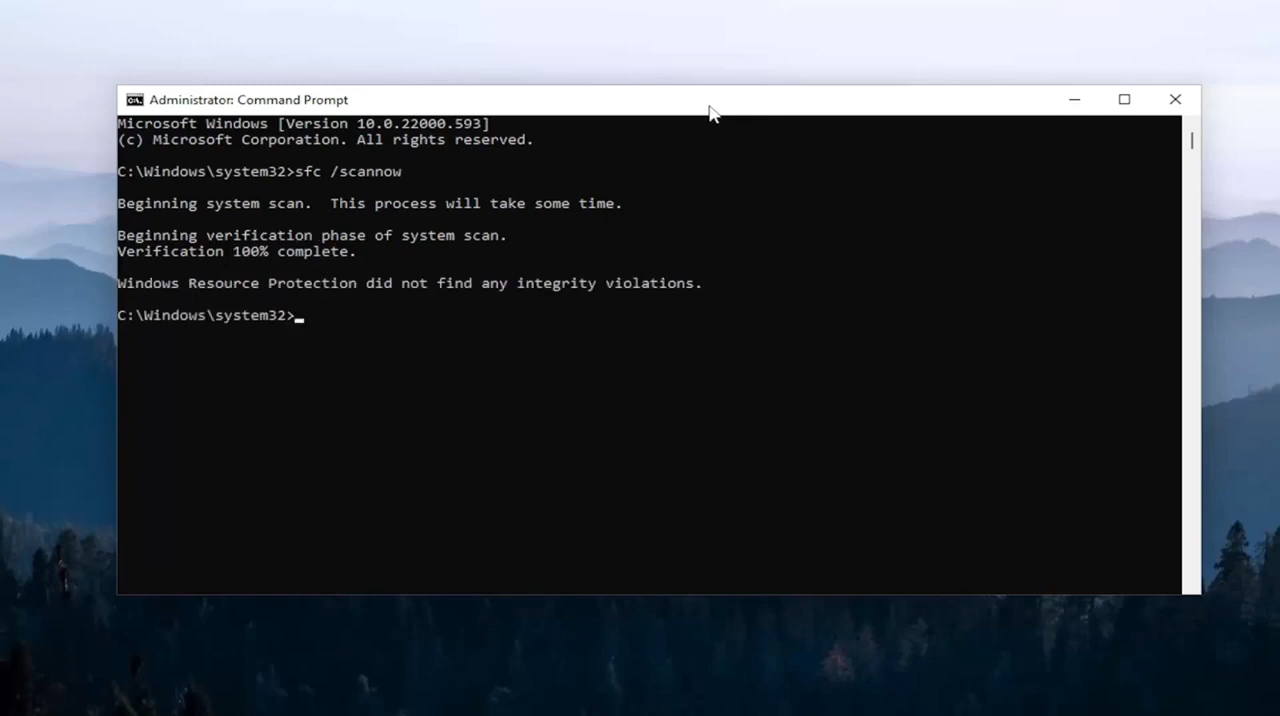 Administrator: Command Prompt
Microsoft Windows [Version 10.0.22000.593]
(c) Microsoft Corporation. All rights reserved.
C:\Windows\system32>sfc /scannow
Beginning system scan.  This process will take some time.
Beginning verification phase of system scan.
Verification 100% complete.
Windows Resource Protection did not find any integrity violations.
C:\Windows\system32>